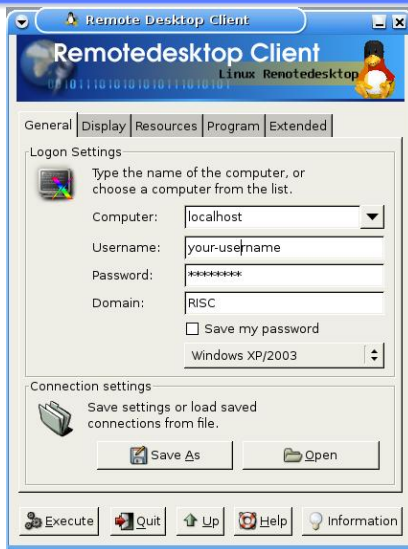 Remote Desktop Client
Remotedesktop Client
Linux Remotedesktop
General Display Resources Program Extended
Logon Settings
Type the name of the computer, or
choose a computer from the list.
Computer: localhost
Username: your-username
Password: ********
Domain: RISC
Save my password
Windows XP/2003
Connection settings
Save settings or load saved
connections from file.
Save As Open
Execute Quit Up Help Information